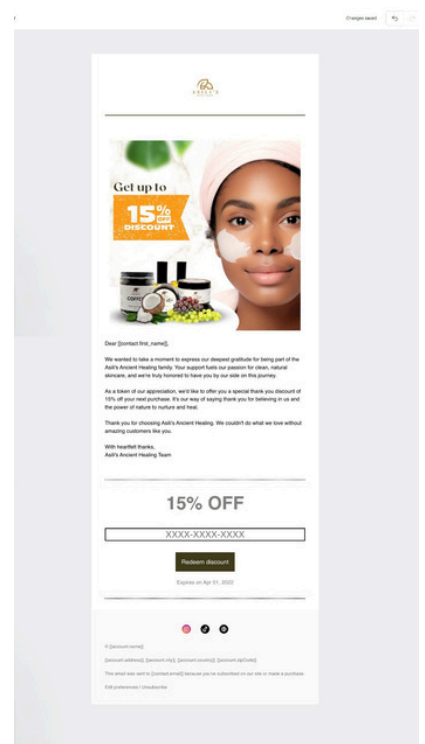 Changes saved
ASILI'S
Get up to
15% OFF
DISCOUNT
Dear [[contact.first_name]],
We wanted to take a moment to express our deepest gratitude for being part of the
Asili's Ancient Healing family. Your support fuels our passion for clean, natural
skincare, and we're truly honored to have you by our side on this journey.
As a token of our appreciation, we'd like to offer you a special thank you discount of
15% off your next purchase. It's our way of saying thank you for believing in us and
the power of nature to nurture and heal.
Thank you for choosing Asili's Ancient Healing. We couldn't do what we love without
amazing customers like you.
With heartfelt thanks,
Asili's Ancient Healing Team
15% OFF
XXXX-XXXX-XXXX
Redeem discount
Expires on Apr 01, 2022
© [[account.name]]
[[account.address]], [[account.city]], [[account.country]], [[account.zipCode]]
This email was sent to [[contact.email]] because you've subscribed on our site or made a purchase.
Edit preferences | Unsubscribe